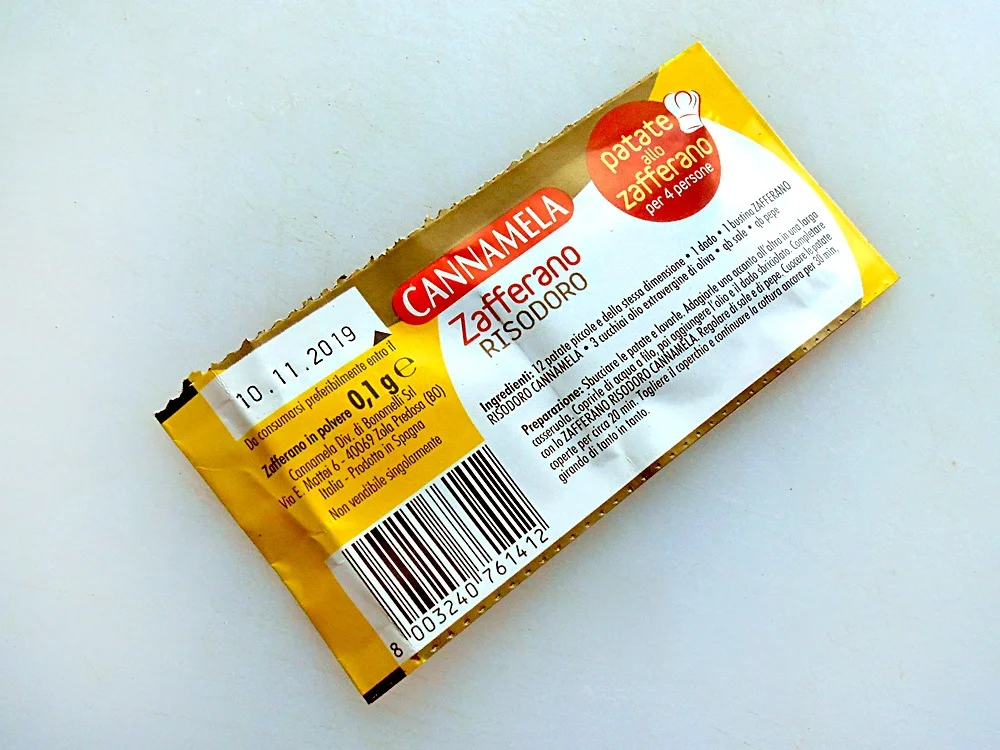 patate
allo
zafferano
per 4 persone
CANNAMELA
Zafferano
RISODORO
Ingredienti: 12 patate piccole e della stessa dimensione • 1 dado • 1 bustina ZAFFERANO
RISODORO CANNAMELA • 3 cucchiai olio extravergine di oliva • qb sale • qb pepe
Preparazione: Sbucciare le patate e lavarle. Adagiarle una accanto all'altra in una larga
casseruola. Coprirle di acqua a filo, poi aggiungere l'olio e il dado sbriciolato. Completare
con lo ZAFFERANO RISODORO CANNAMELA. Regolare di sale e di pepe. Cuocere le patate
coperte per circa 20 min. Togliere il coperchio e continuare la cottura ancora per 30 min.
girando di tanto in tanto.
10.11.2019
Da consumarsi preferibilmente entro il
Zafferano in polvere 0,1 g ℮
Cannamela Div. di Bonomelli Srl
Via E. Mattei 6 - 40069 Zola Predosa (BO)
Italia - Prodotto in Spagna
Non vendibile singolarmente
8 003240 761412